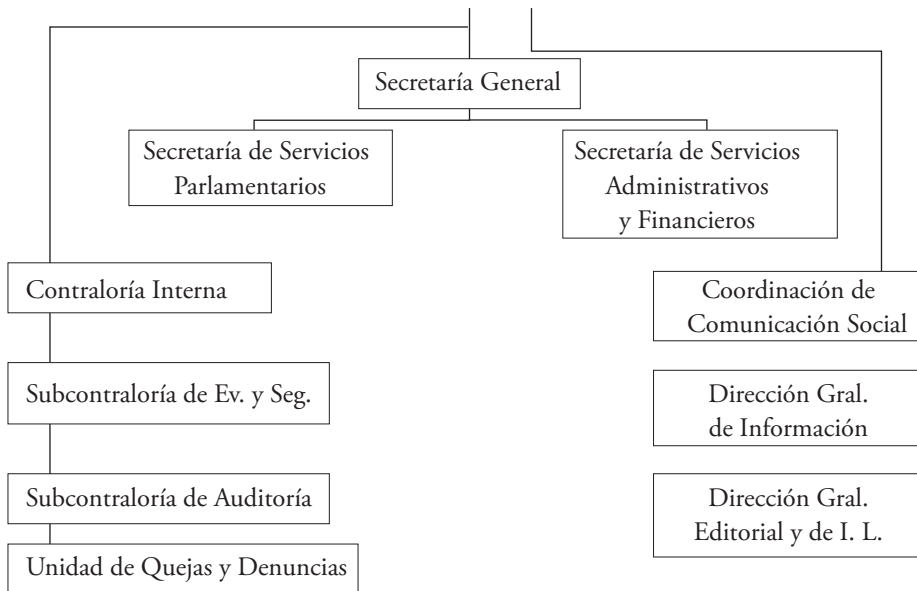 Secretaría General
Secretaría de Servicios
Parlamentarios
Secretaría de Servicios
Administrativos
y Financieros
Contraloría Interna
Coordinación de
Comunicación Social
Subcontraloría de Ev. y Seg.
Dirección Gral.
de Información
Subcontraloría de Auditoría
Dirección Gral.
Editorial y de I. L.
Unidad de Quejas y Denuncias